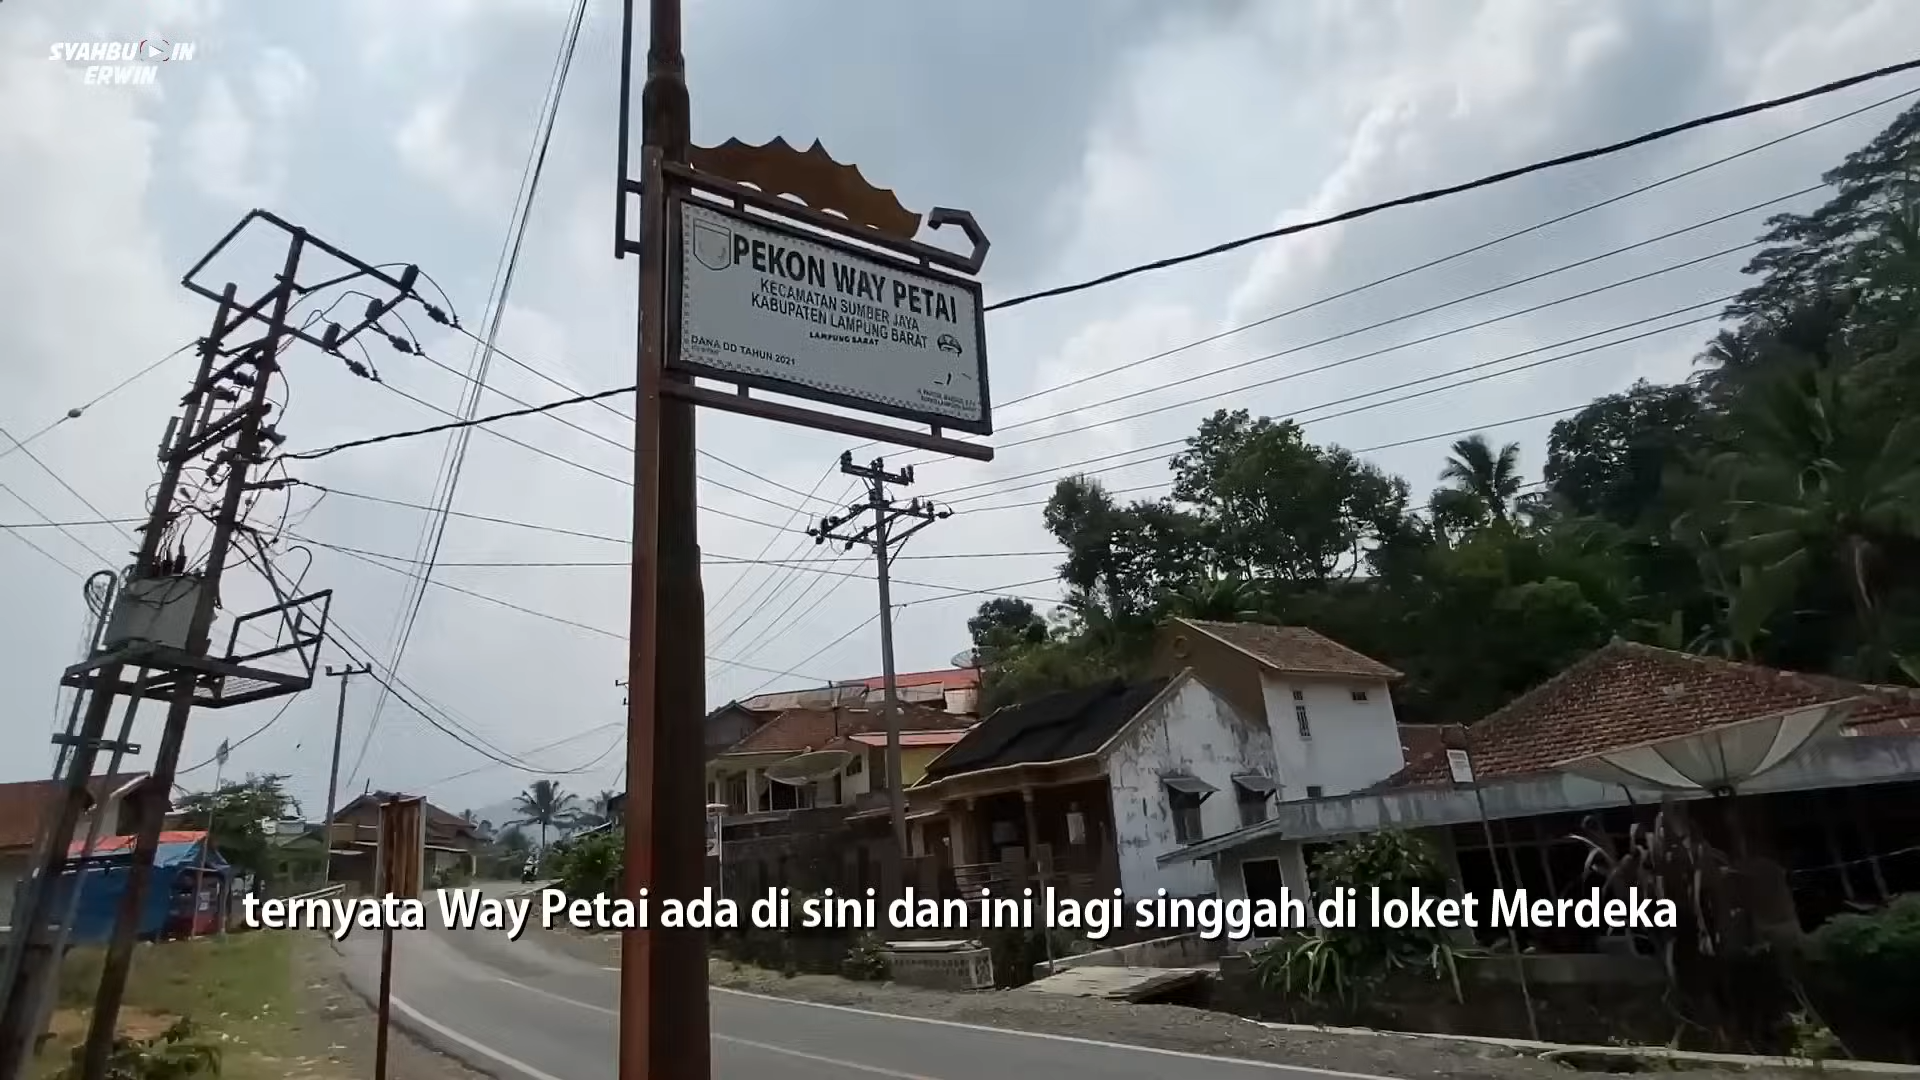 SYAHBUDIN
ERWIN
PEKON WAY PETAI
KECAMATAN SUMBER JAYA
KABUPATEN LAMPUNG BARAT
LAMPUNG BARAT
DANA DD TAHUN 2021
ternyata Way Petai ada di sini dan ini lagi singgah di loket Merdeka